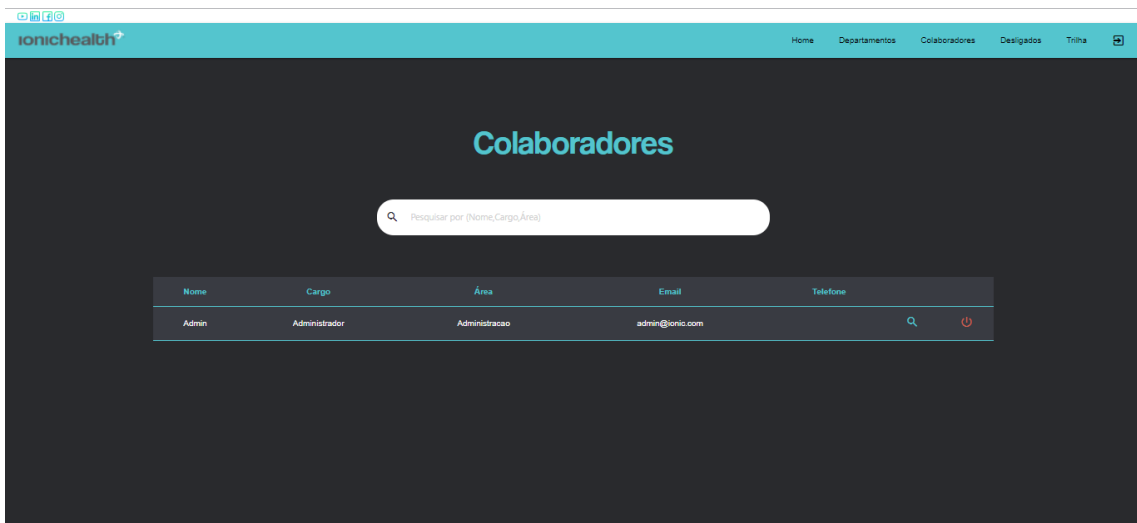 ionichealth
Home Departamentos Colaboradores Desligados Trilha
Colaboradores
Pesquisar por (Nome,Cargo,Área)
Nome Cargo Área Email Telefone
Admin Administrador Administracao admin@ionic.com